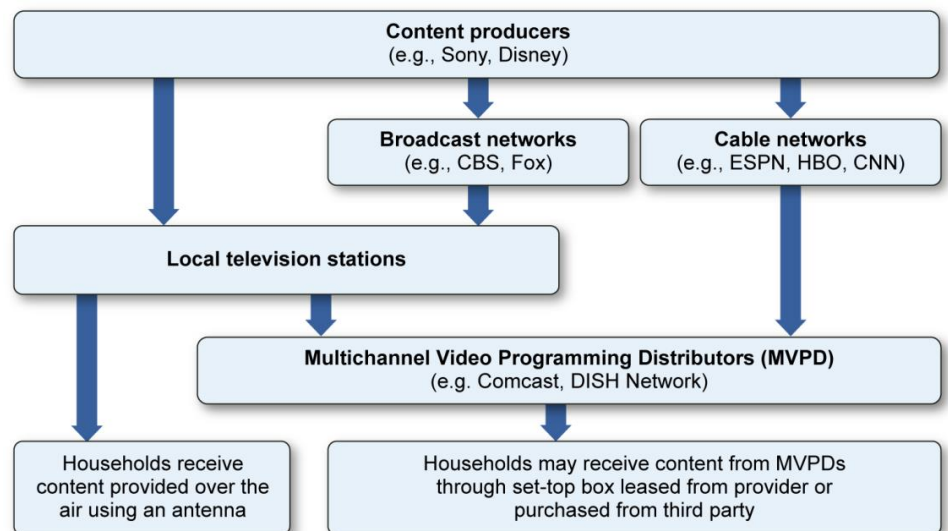 Content producers
(e.g., Sony, Disney)
Broadcast networks
(e.g., CBS, Fox)
Cable networks
(e.g., ESPN, HBO, CNN)
Local television stations
Multichannel Video Programming Distributors (MVPD)
(e.g. Comcast, DISH Network)
Households receive
content provided over the
air using an antenna
Households may receive content from MVPDs
through set-top box leased from provider or
purchased from third party